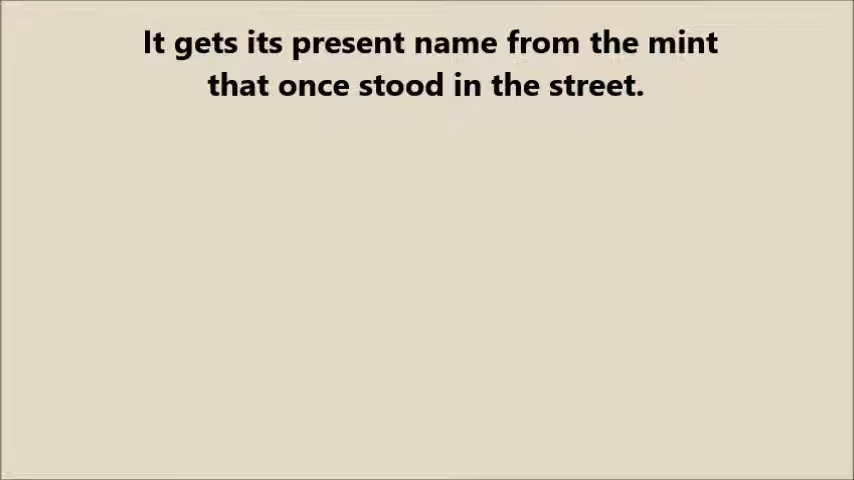 It gets its present name from the mint
that once stood in the street.